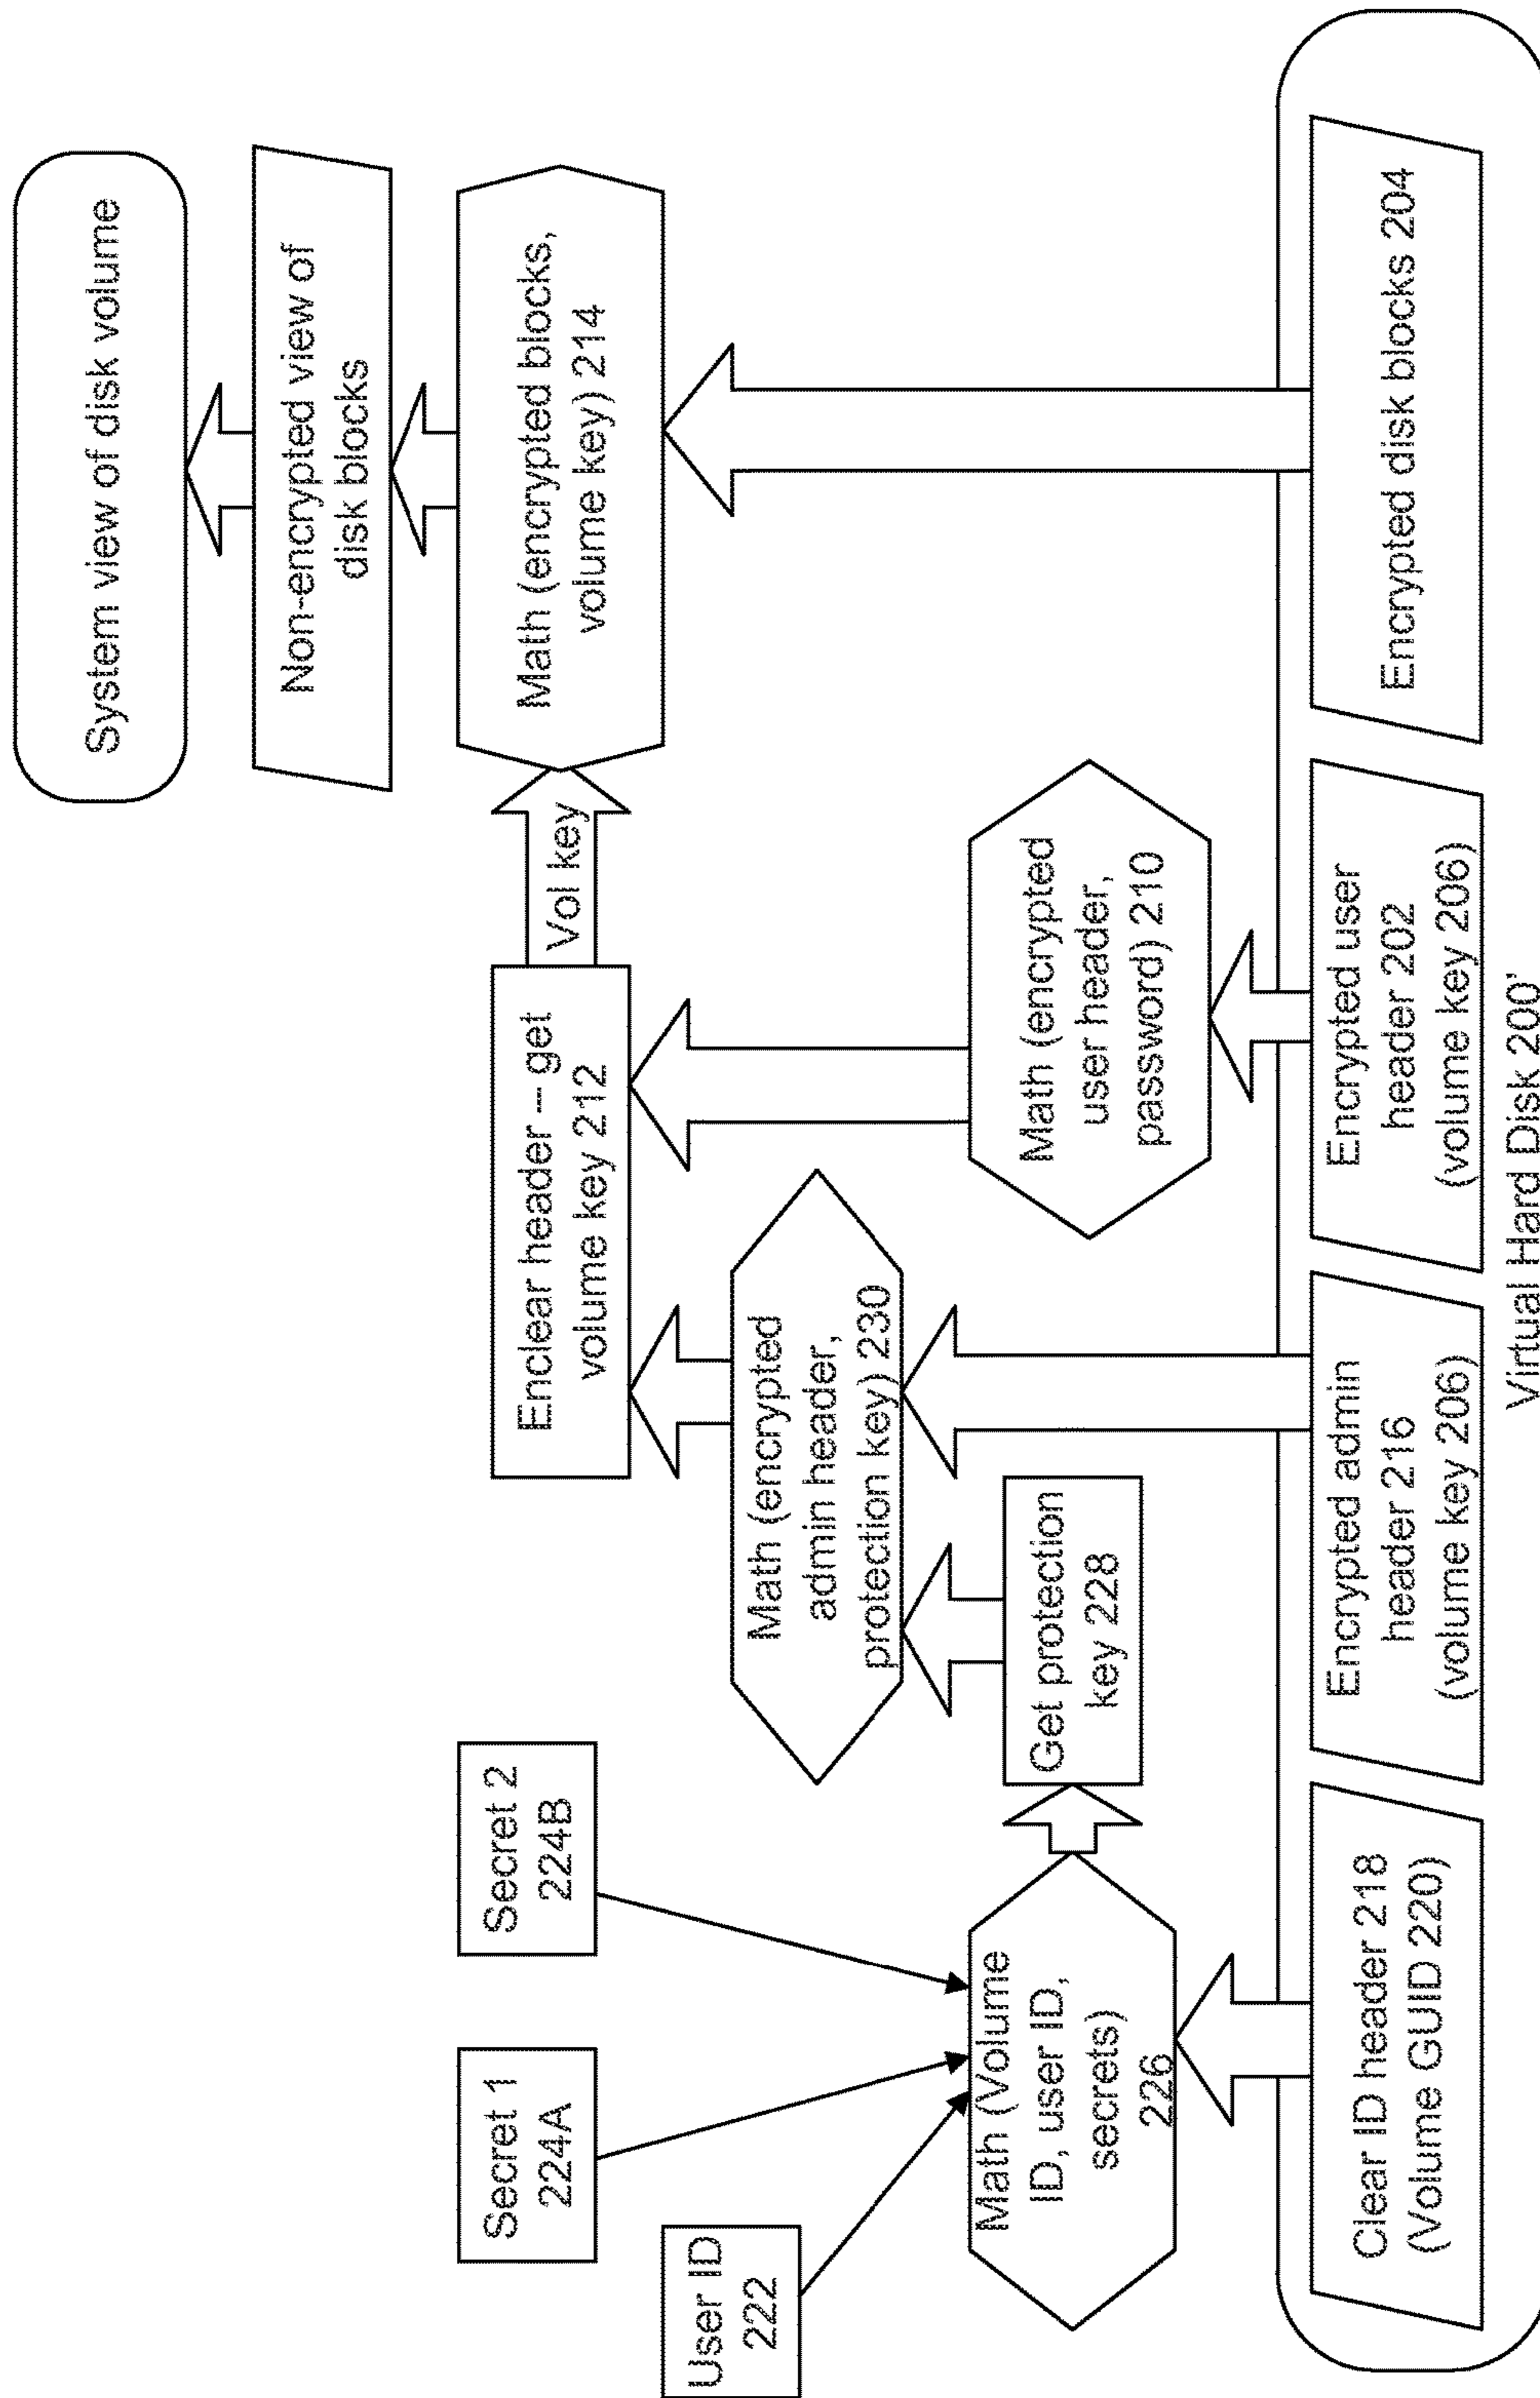 System view of disk volume
Non-encrypted view of
disk blocks
Secret 1
224A
Secret 2
224B
Enclear header --- get
volume key 212
Vol key
Math (encrypted blocks,
volume key) 214
User ID
222
Math (encrypted
admin header,
protection key) 230
Math (Volume
ID, user ID,
secrets)
226
Get protection
key 228
Math (encrypted
user header,
password) 210
Clear ID header 218
(Volume GUID 220)
Encrypted admin
header 216
(volume key 206)
Encrypted user
header 202
(volume key 206)
Encrypted disk blocks 204
Virtual Hard Disk 200'